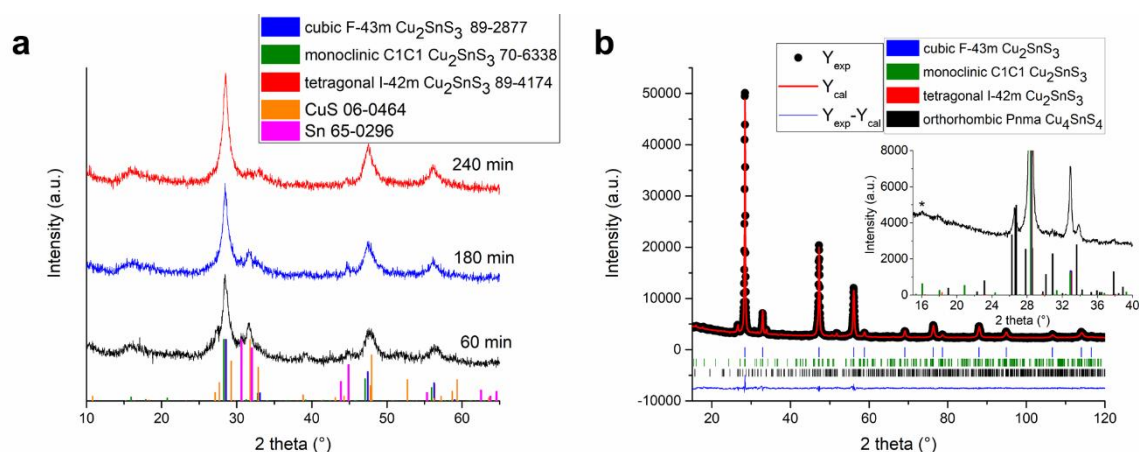 a
cubic F-43m Cu2SnS3 89-2877
monoclinic C1C1 Cu2SnS3 70-6338
tetragonal I-42m Cu2SnS3 89-4174
CuS 06-0464
Sn 65-0296
240 min
180 min
60 min
Intensity (a.u.)
10 20 30 40 50 60
2 theta (°)
b
Yexp
Ycal
Yexp-Ycal
cubic F-43m Cu2SnS3
monoclinic C1C1 Cu2SnS3
tetragonal I-42m Cu2SnS3
orthorhombic Pnma Cu4SnS4
Intensity (a.u.)
50000
40000
30000
20000
10000
0
-10000
20 40 60 80 100 120
2 theta (°)
Intensity (a.u.)
8000
6000
4000
2000
0
*
16 20 24 28 32 36 40
2 theta (°)